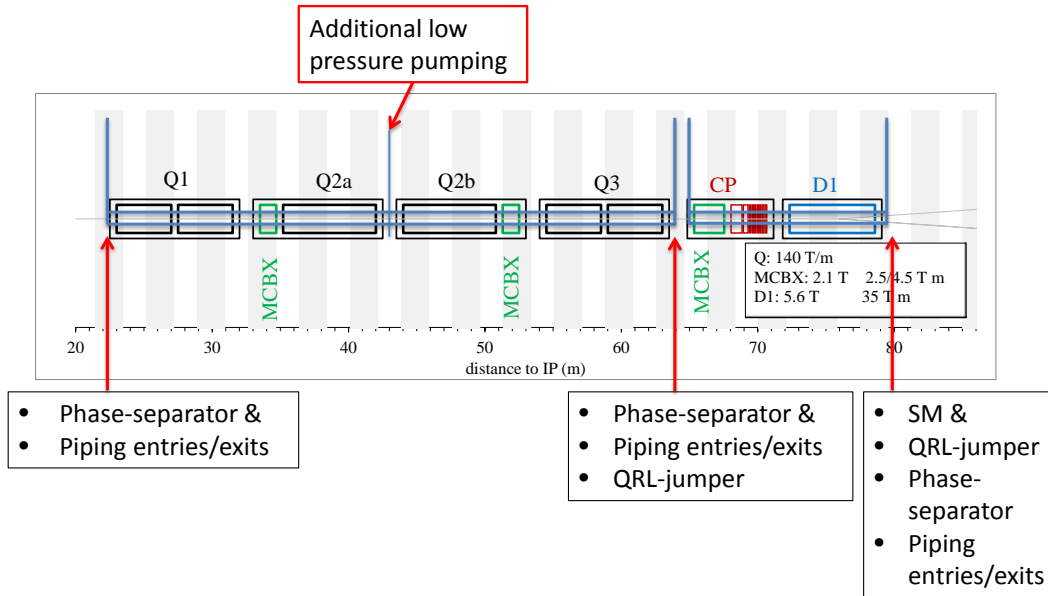 Additional low
pressure pumping
Q1
Q2a
Q2b
Q3
CP
D1
MCBX
MCBX
MCBX
Q: 140 T/m
MCBX: 2.1 T 2.5/4.5 T m
D1: 5.6 T 35 T m
20 30 40 50 60 70 80
distance to IP (m)
• Phase-separator &
• Piping entries/exits
• Phase-separator &
• Piping entries/exits
• QRL-jumper
• SM &
• QRL-jumper
• Phase-
separator
• Piping
entries/exits